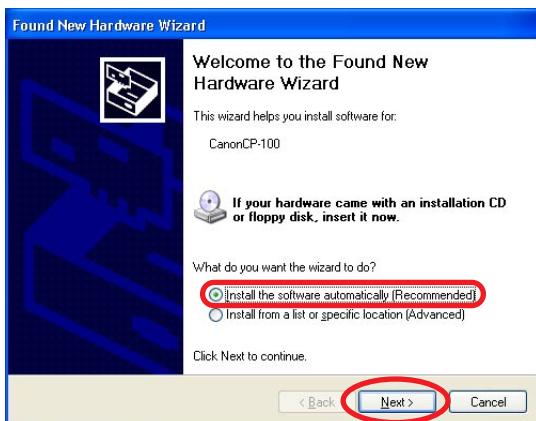 Found New Hardware Wizard
Welcome to the Found New
Hardware Wizard
This wizard helps you install software for:
CanonCP-100
If your hardware came with an installation CD
or floppy disk, insert it now.
What do you want the wizard to do?
Install the software automatically (Recommended)
Install from a list or specific location (Advanced)
Click Next to continue.
< Back
Next >
Cancel